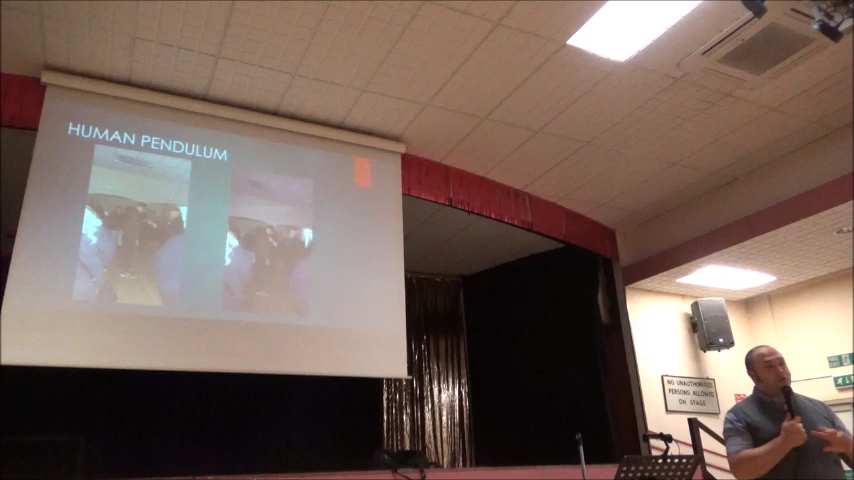 HUMAN PENDULUM
NO UNAUTHORISED
PERSONS ALLOWED
ON STAGE